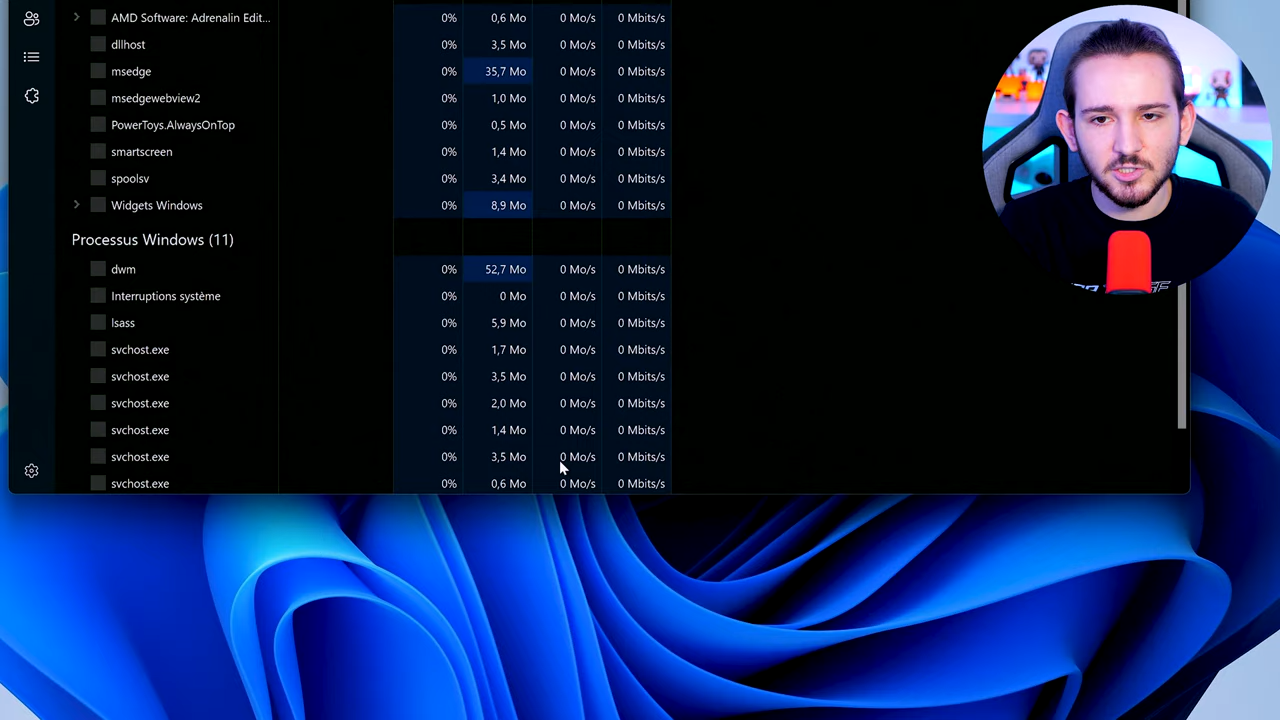 AMD Software: Adrenalin Edit... 0% 0,6 Mo 0 Mo/s 0 Mbits/s
dllhost 0% 3,5 Mo 0 Mo/s 0 Mbits/s
msedge 0% 35,7 Mo 0 Mo/s 0 Mbits/s
msedgewebview2 0% 1,0 Mo 0 Mo/s 0 Mbits/s
PowerToys.AlwaysOnTop 0% 0,5 Mo 0 Mo/s 0 Mbits/s
smartscreen 0% 1,4 Mo 0 Mo/s 0 Mbits/s
spoolsv 0% 3,4 Mo 0 Mo/s 0 Mbits/s
Widgets Windows 0% 8,9 Mo 0 Mo/s 0 Mbits/s
Processus Windows (11)
dwm 0% 52,7 Mo 0 Mo/s 0 Mbits/s
Interruptions système 0% 0 Mo 0 Mo/s 0 Mbits/s
lsass 0% 5,9 Mo 0 Mo/s 0 Mbits/s
svchost.exe 0% 1,7 Mo 0 Mo/s 0 Mbits/s
svchost.exe 0% 3,5 Mo 0 Mo/s 0 Mbits/s
svchost.exe 0% 2,0 Mo 0 Mo/s 0 Mbits/s
svchost.exe 0% 1,4 Mo 0 Mo/s 0 Mbits/s
svchost.exe 0% 3,5 Mo 0 Mo/s 0 Mbits/s
svchost.exe 0% 0,6 Mo 0 Mo/s 0 Mbits/s